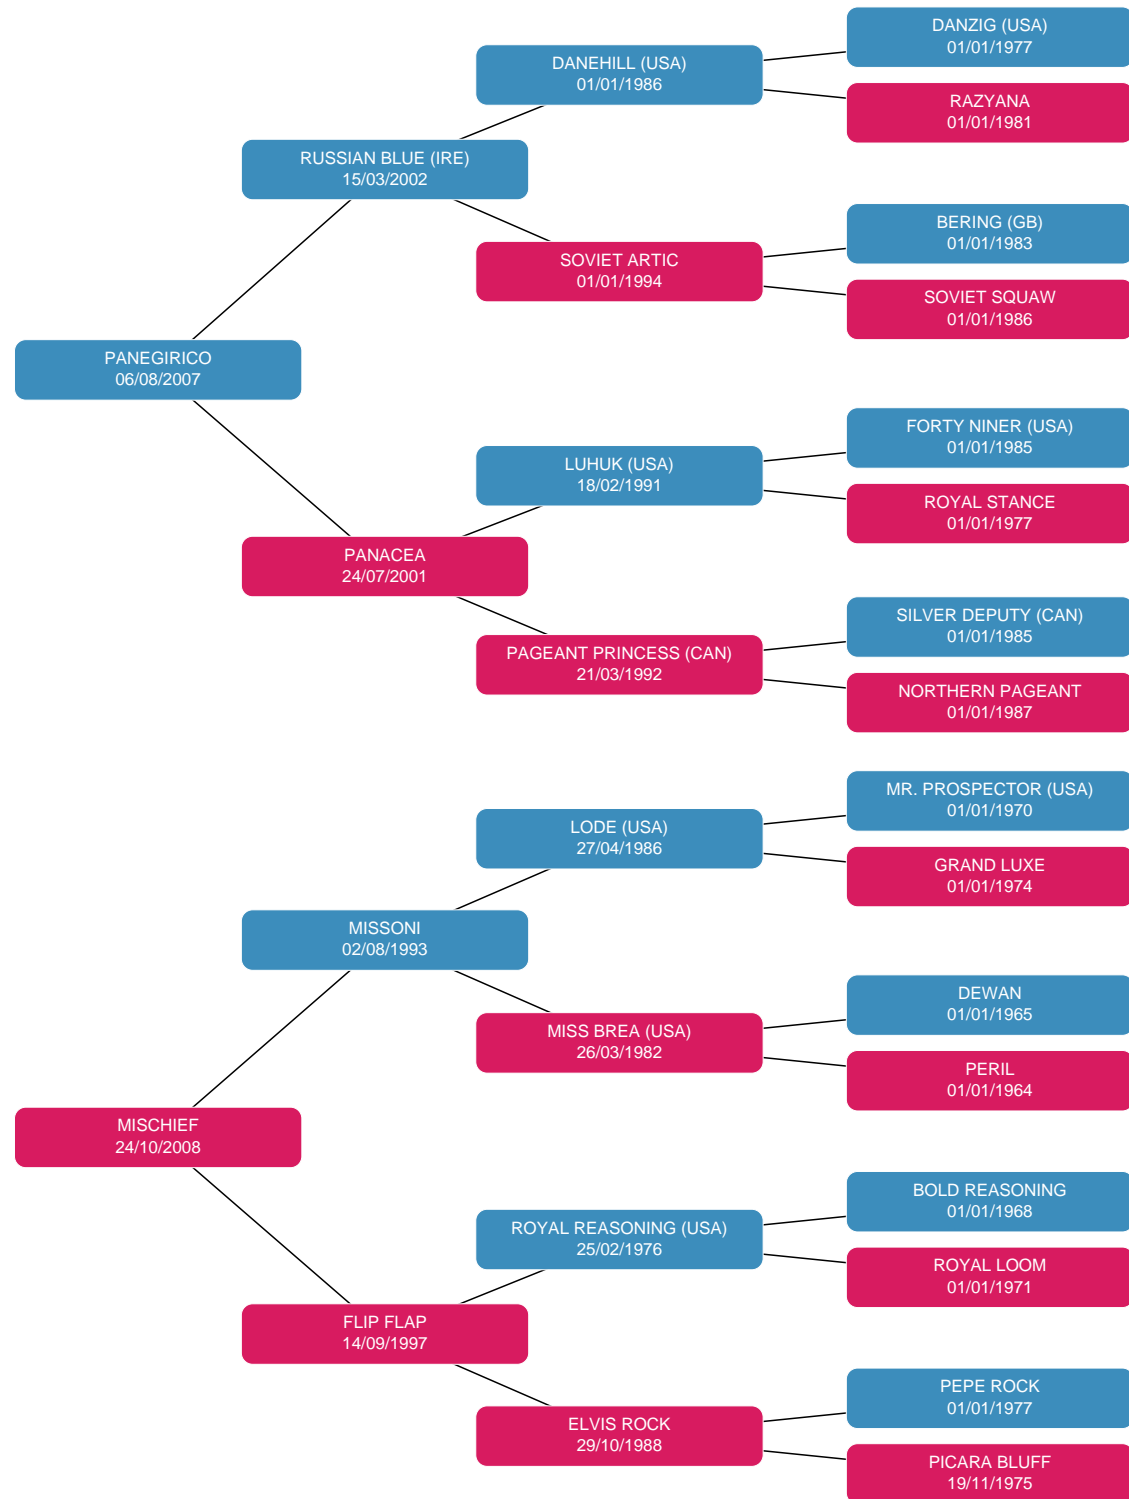 DANZIG (USA)
01/01/1977
DANEHILL (USA)
01/01/1986
RAZYANA
01/01/1981
RUSSIAN BLUE (IRE)
15/03/2002
BERING (GB)
01/01/1983
SOVIET ARTIC
01/01/1994
SOVIET SQUAW
01/01/1986
PANEGIRICO
06/08/2007
FORTY NINER (USA)
01/01/1985
LUHUK (USA)
18/02/1991
ROYAL STANCE
01/01/1977
PANACEA
24/07/2001
SILVER DEPUTY (CAN)
01/01/1985
PAGEANT PRINCESS (CAN)
21/03/1992
NORTHERN PAGEANT
01/01/1987
MR. PROSPECTOR (USA)
01/01/1970
LODE (USA)
27/04/1986
GRAND LUXE
01/01/1974
MISSONI
02/08/1993
DEWAN
01/01/1965
MISS BREA (USA)
26/03/1982
PERIL
01/01/1964
MISCHIEF
24/10/2008
BOLD REASONING
01/01/1968
ROYAL REASONING (USA)
25/02/1976
ROYAL LOOM
01/01/1971
FLIP FLAP
14/09/1997
PEPE ROCK
01/01/1977
ELVIS ROCK
29/10/1988
PICARA BLUFF
19/11/1975